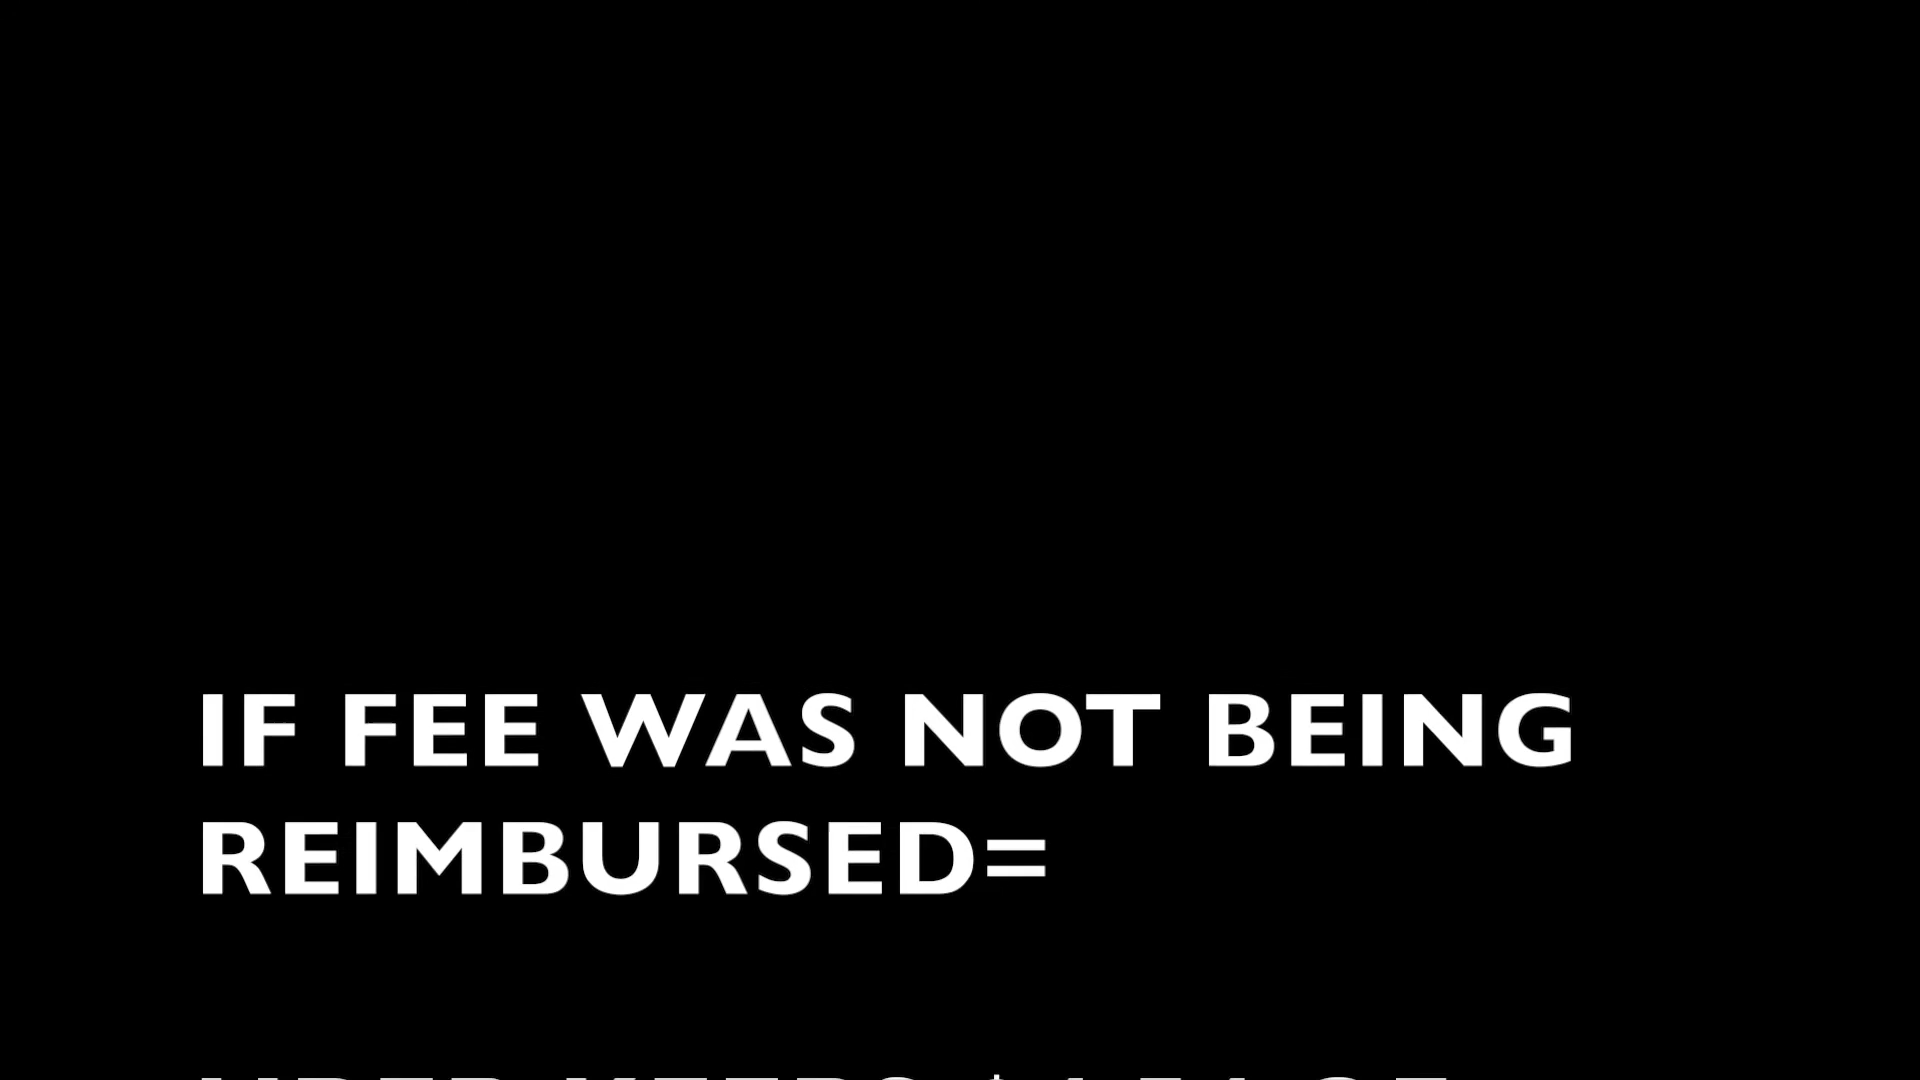 IF FEE WAS NOT BEING
REIMBURSED=